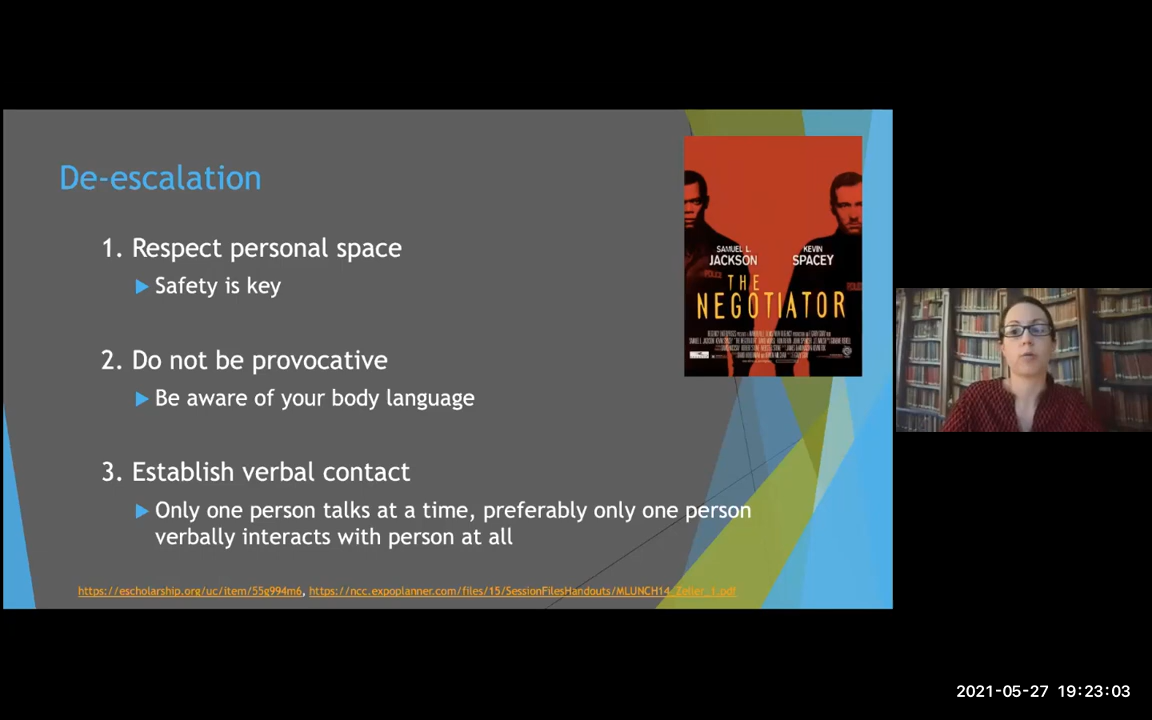 De-escalation
1. Respect personal space
Safety is key
2. Do not be provocative
Be aware of your body language
3. Establish verbal contact
Only one person talks at a time, preferably only one person
verbally interacts with person at all
https://escholarship.org/uc/item/55g994m6, https://ncc.expoplanner.com/files/15/SessionFilesHandouts/MLUNCH14_Zeller_1.pdf
SAMUEL L. JACKSON
KEVIN SPACEY
POLICE
THE
NEGOTIATOR
2021-05-27 19:23:03